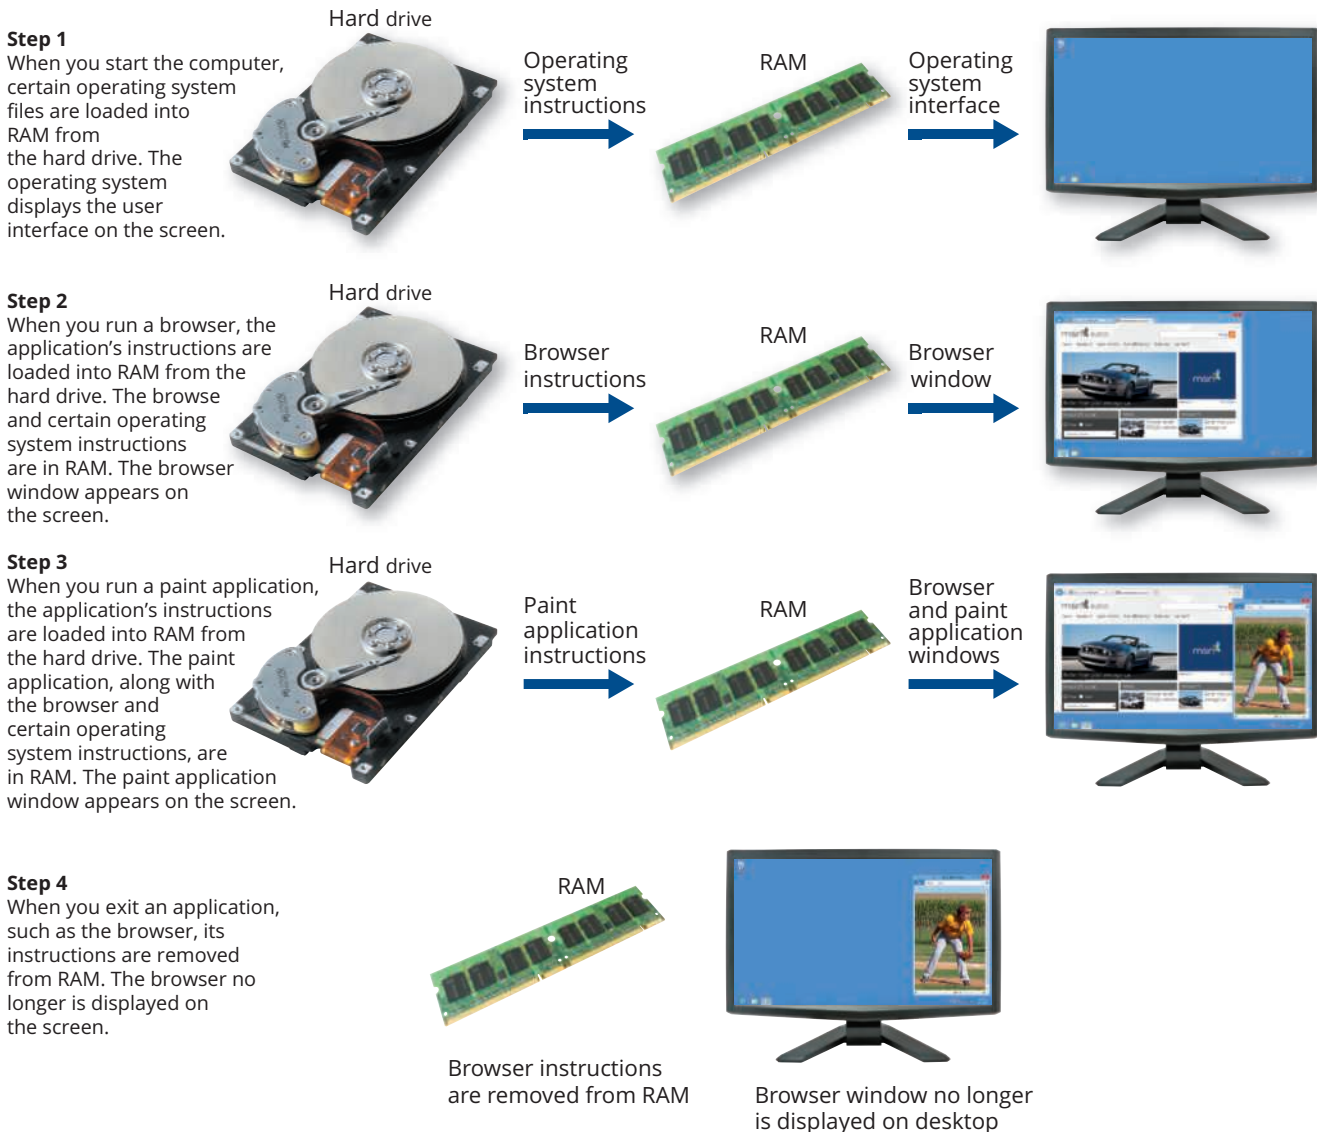 Step 1
When you start the computer,
certain operating system
files are loaded into
RAM from
the hard drive. The
operating system
displays the user
interface on the screen.
Hard drive
Operating
system
instructions
RAM
Operating
system
interface
Step 2
When you run a browser, the
application's instructions are
loaded into RAM from the
hard drive. The browse
and certain operating
system instructions
are in RAM. The browser
window appears on
the screen.
Hard drive
Browser
instructions
RAM
Browser
window
msn
msn
Step 3
When you run a paint application,
the application's instructions
are loaded into RAM from
the hard drive. The paint
application, along with
the browser and
certain operating
system instructions, are
in RAM. The paint application
window appears on the screen.
Hard drive
Paint
application
instructions
RAM
Browser
and paint
application
windows
msn
msn
Step 4
When you exit an application,
such as the browser, its
instructions are removed
from RAM. The browser no
longer is displayed on
the screen.
RAM
Browser instructions
are removed from RAM
Browser window no longer
is displayed on desktop